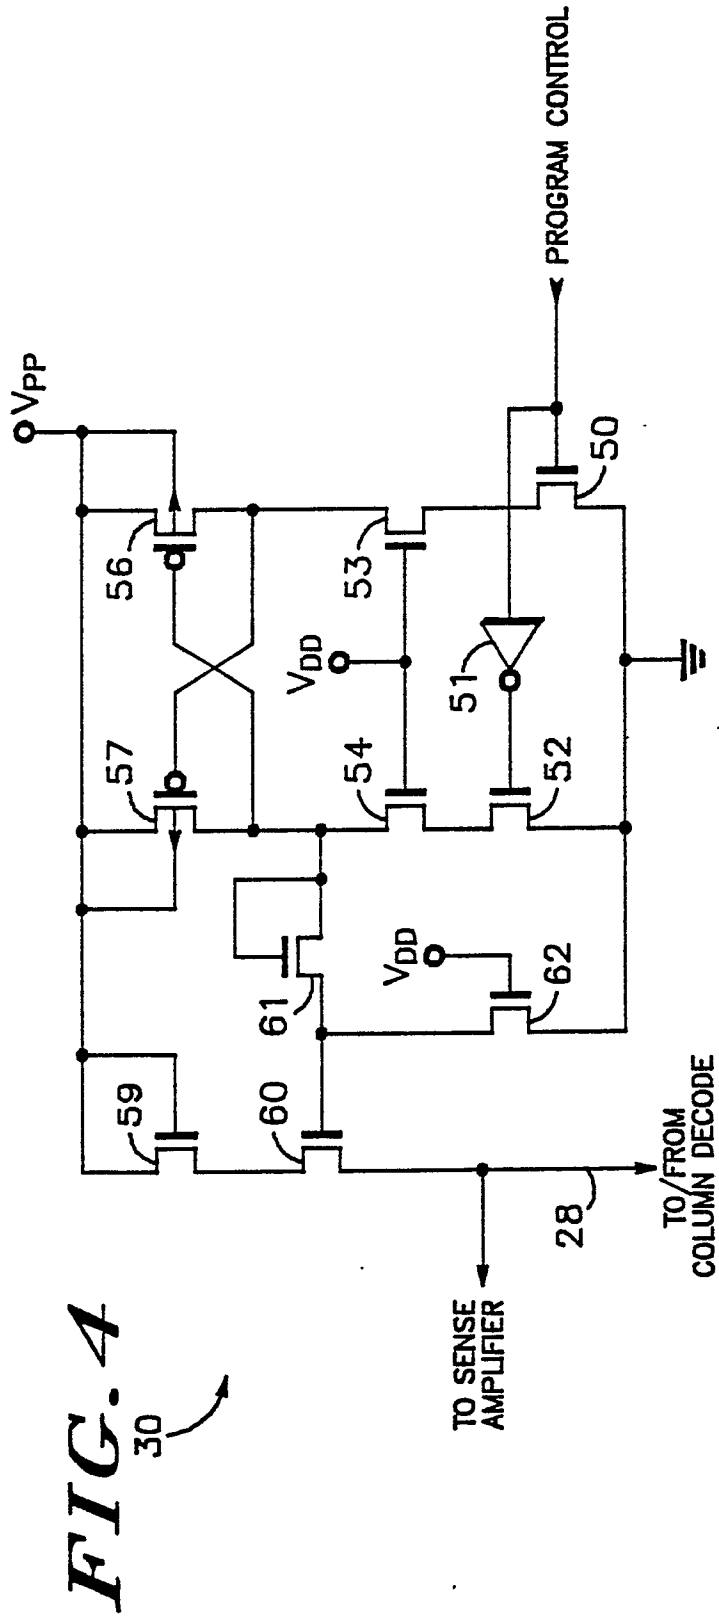 FIG. 4
30
VPP
59
57
56
60
61
VDD
54
53
VDD
62
52
51
50
PROGRAM CONTROL
28
TO SENSE
AMPLIFIER
TO/FROM
COLUMN DECODE